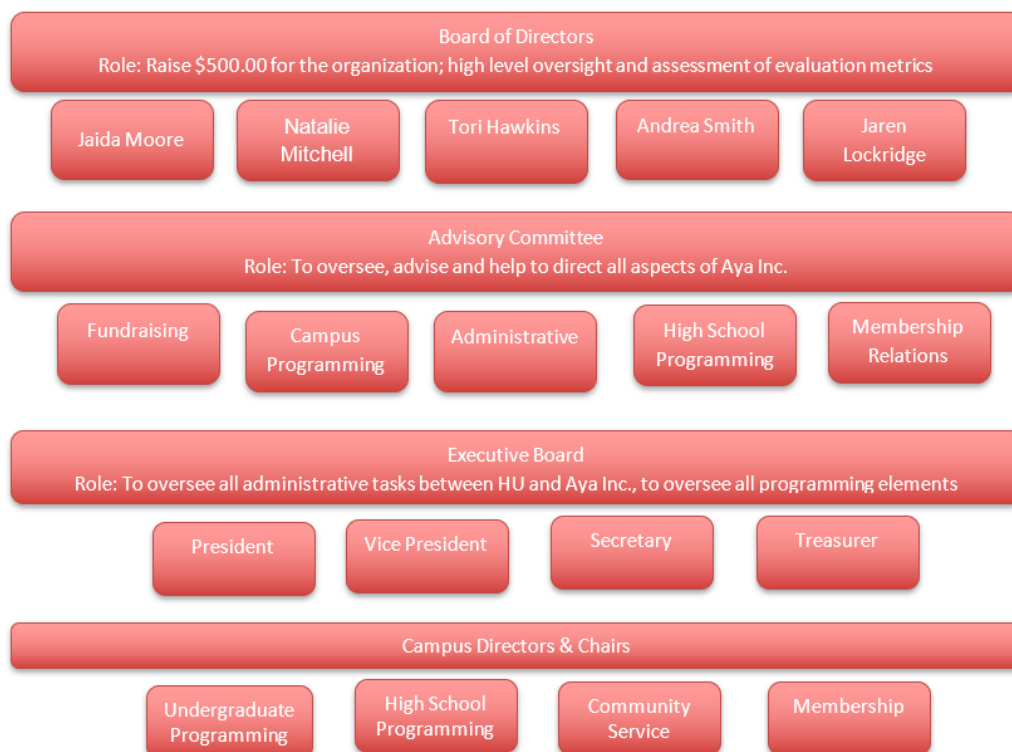 Board of Directors
Role: Raise $500.00 for the organization; high level oversight and assessment of evaluation metrics
Jaida Moore
Natalie
Mitchell
Tori Hawkins
Andrea Smith
Jaren
Lockridge
Advisory Committee
Role: To oversee, advise and help to direct all aspects of Aya Inc.
Fundraising
Campus
Programming
Administrative
High School
Programming
Membership
Relations
Executive Board
Role: To oversee all administrative tasks between HU and Aya Inc., to oversee all programming elements
President
Vice President
Secretary
Treasurer
Campus Directors & Chairs
Undergraduate
Programming
High School
Programming
Community
Service
Membership